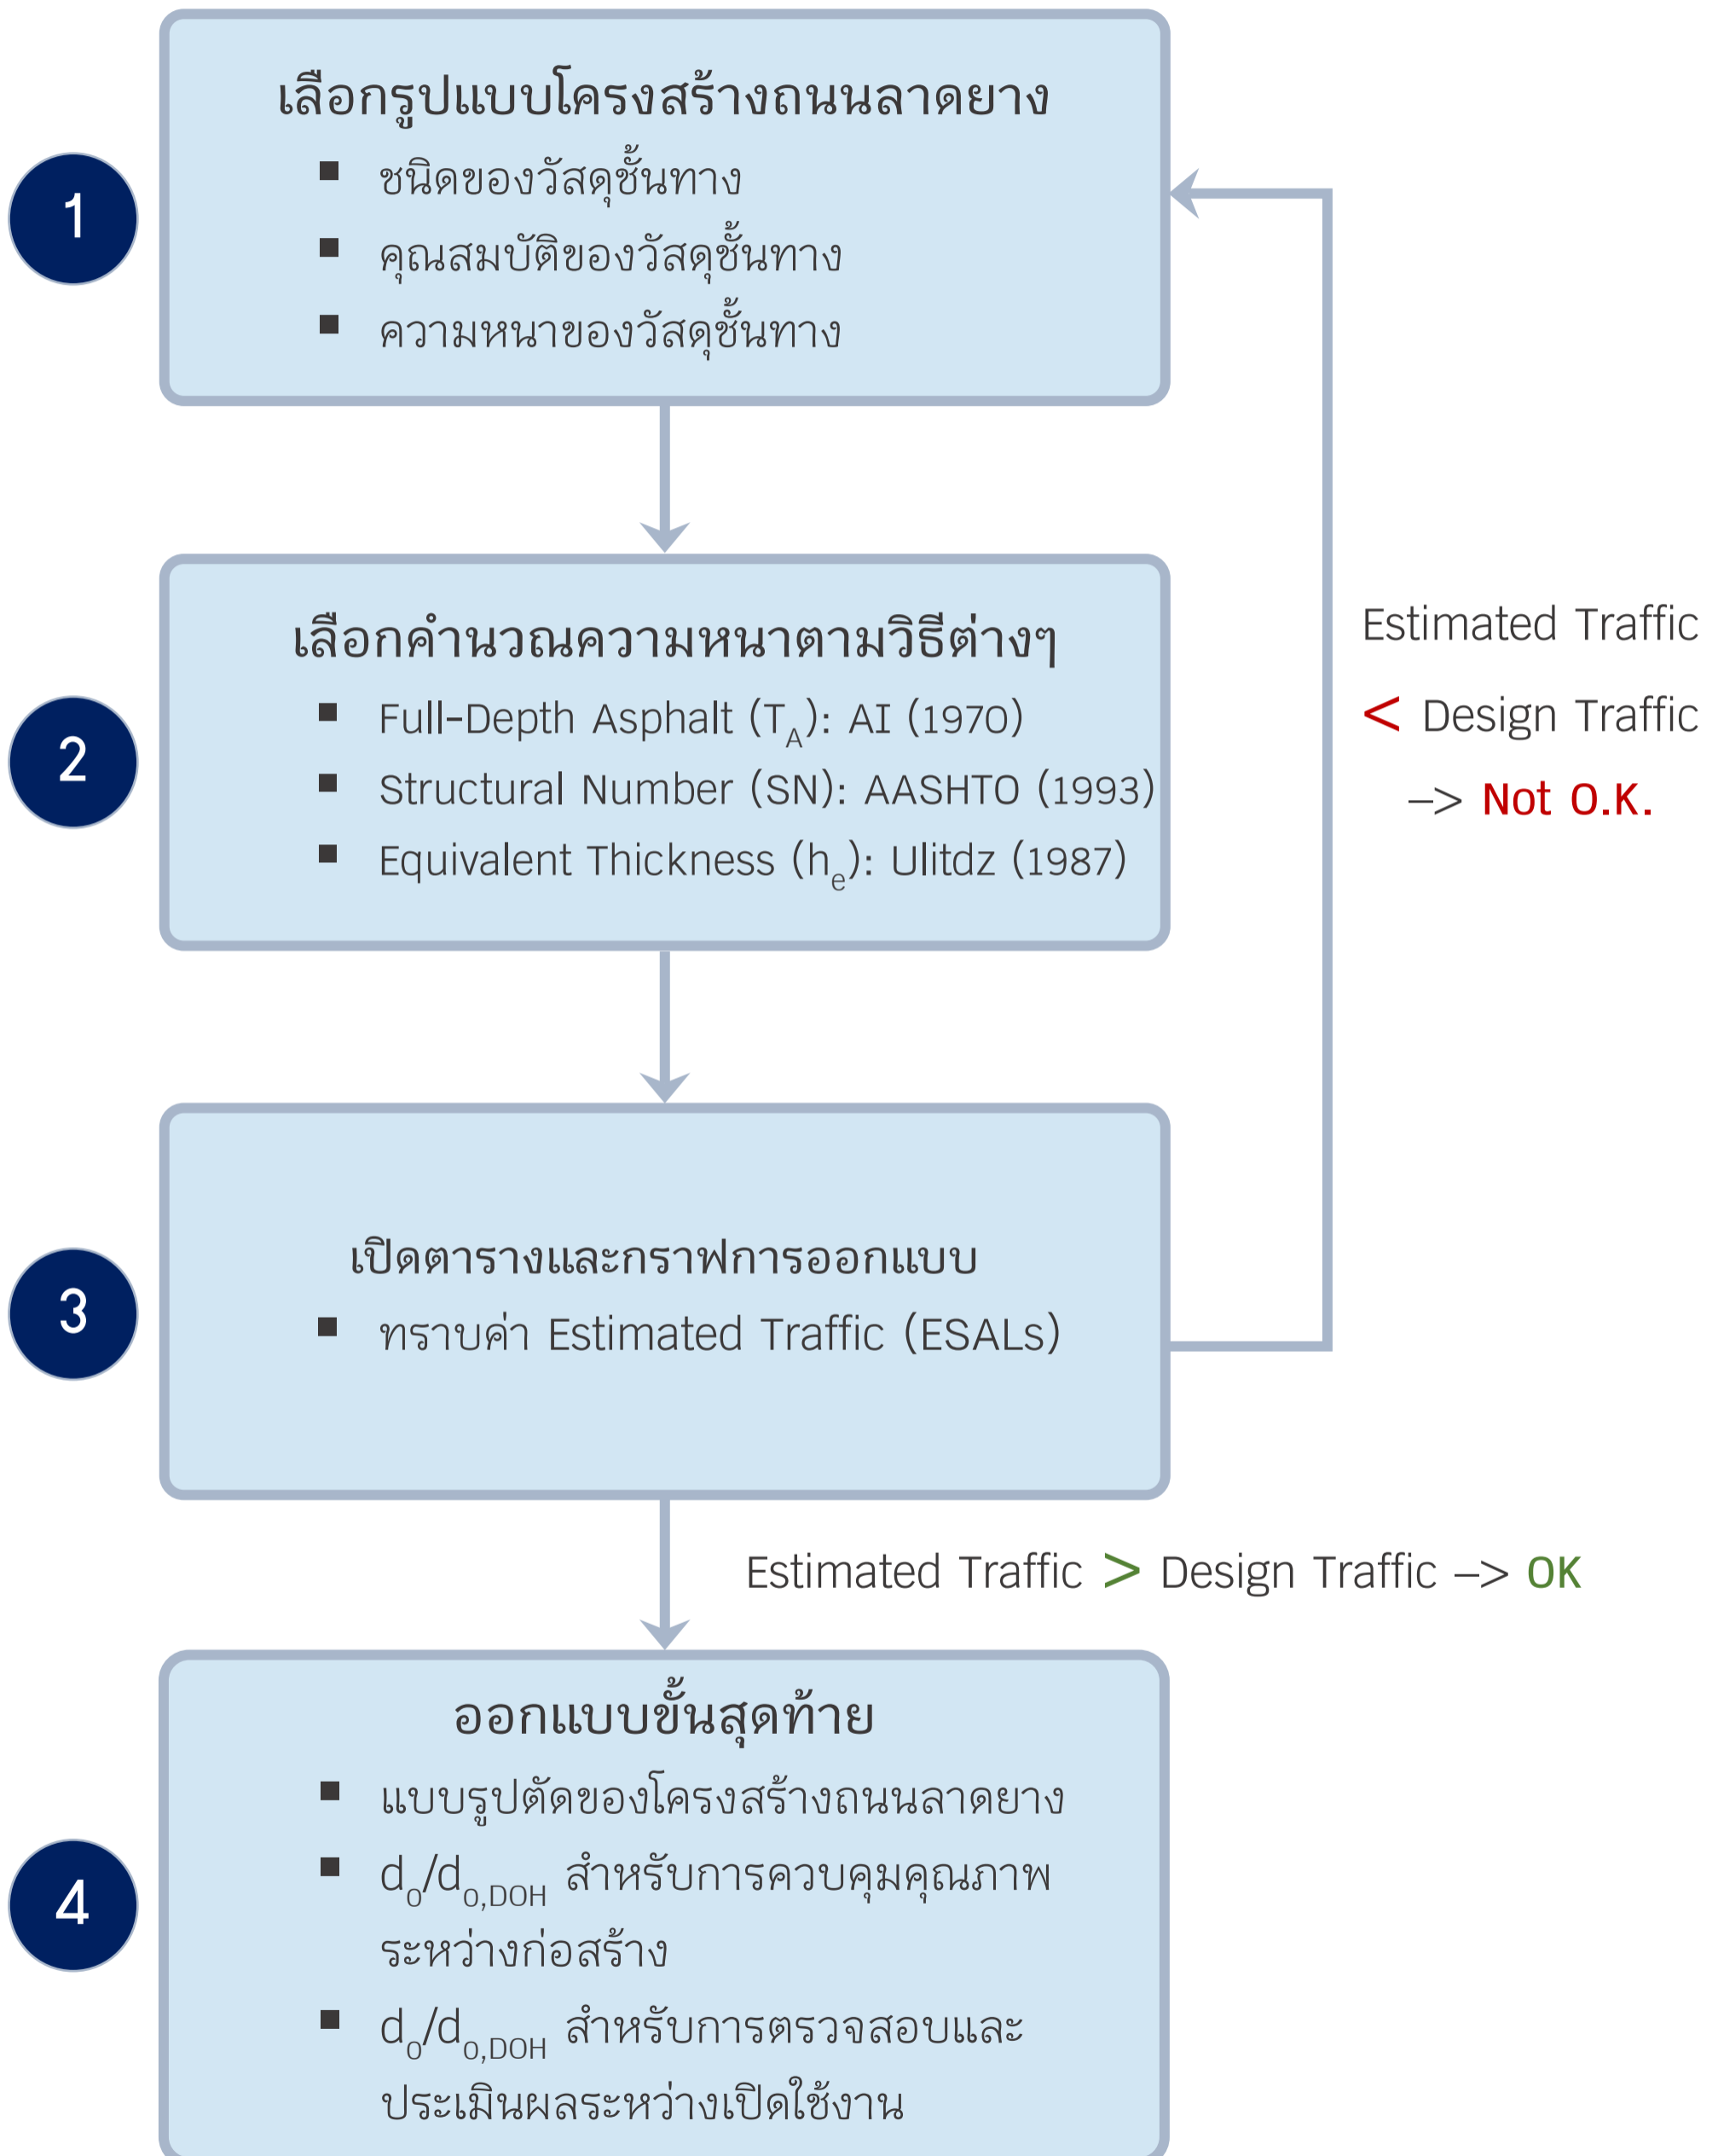 1
เลือกรูปแบบโครงสร้างถนนลาดยาง
▪ ชนิดของวัสดุชั้นทาง
▪ คุณสมบัติของวัสดุชั้นทาง
▪ ความหนาของวัสดุชั้นทาง
2
เลือกคำนวณความหนาตามวิธีต่างๆ
▪ Full-Depth Asphalt (T_A): AI (1970)
▪ Structural Number (SN): AASHTO (1993)
▪ Equivalent Thickness (h_e): Ulitdz (1987)
Estimated Traffic
< Design Traffic
–> Not O.K.
3
เปิดตารางและกราฟการออกแบบ
▪ ทราบค่า Estimated Traffic (ESALs)
Estimated Traffic > Design Traffic –> OK
4
ออกแบบขั้นสุดท้าย
▪ แบบรูปตัดของโครงสร้างถนนลาดยาง
▪ d_0/d_0,DOH สำหรับการควบคุมคุณภาพ
ระหว่างก่อสร้าง
▪ d_0/d_0,DOH สำหรับการตรวจสอบและ
ประเมินผลระหว่างเปิดใช้งาน